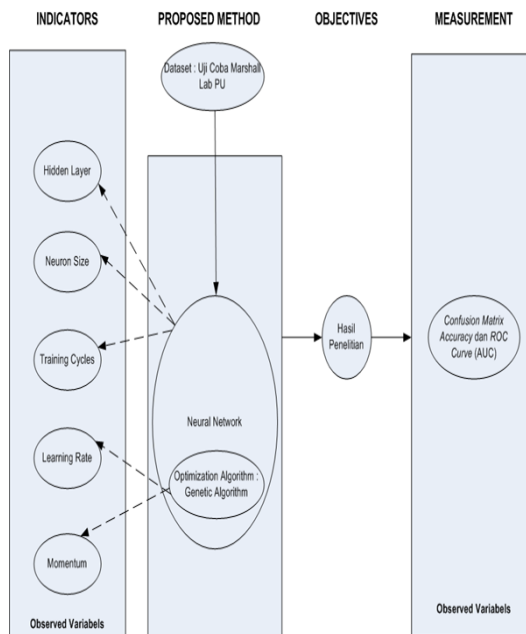 INDICATORS
PROPOSED METHOD
OBJECTIVES
MEASUREMENT
Dataset : Uji Coba Marshall
Lab PU
Hidden Layer
Neuron Size
Training Cycles
Learning Rate
Momentum
Observed Variabels
Neural Network
Optimization Algorithm :
Genetic Algorithm
Hasil
Penelitian
Confusion Matrix
Accuracy dan ROC
Curve (AUC)
Observed Variabels